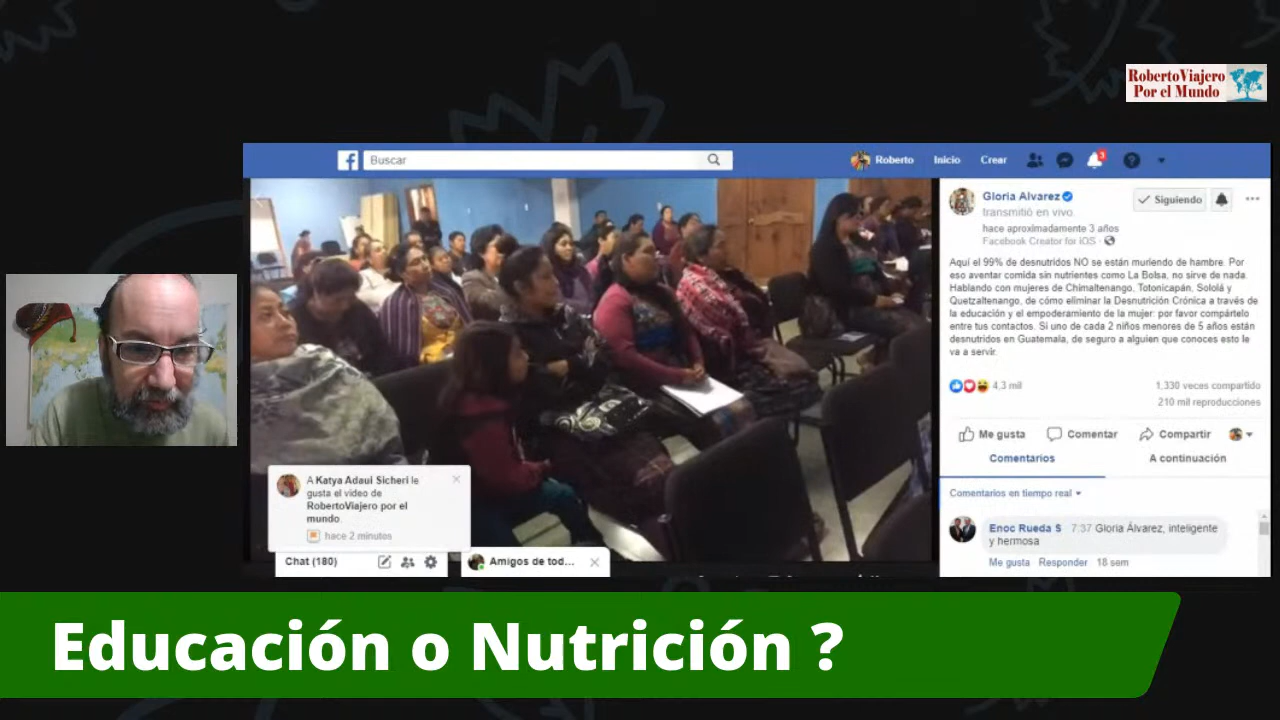 RobertoViajero
Por el Mundo
Buscar
Roberto
Inicio
Crear
3
Gloria Alvarez
transmitió en vivo.
Siguiendo
hace aproximadamente 3 años
Facebook Creator for iOS ·
Aquí el 99% de desnutridos NO se están muriendo de hambre. Por
eso aventar comida sin nutrientes como La Bolsa, no sirve de nada.
Hablando con mujeres de Chimaltenango, Totonicapán, Sololá y
Quetzaltenango, de cómo eliminar la Desnutrición Crónica a través de
la educación y el empoderamiento de la mujer: por favor compártelo
entre tus contactos. Si uno de cada 2 niños menores de 5 años están
desnutridos en Guatemala, de seguro a alguien que conoces esto le
va a servir.
4,3 mil
1,330 veces compartido
210 mil reproducciones
Me gusta
Comentar
Compartir
Comentarios
A continuación
Comentarios en tiempo real
Enoc Rueda S 7:37 Gloria Álvarez, inteligente
y hermosa
Me gusta Responder 18 sem
A Katya Adaui Sicheri le
gusta el video de
RobertoViajero por el
mundo.
hace 2 minutos
Chat (180)
Amigos de tod...
Educación o Nutrición ?